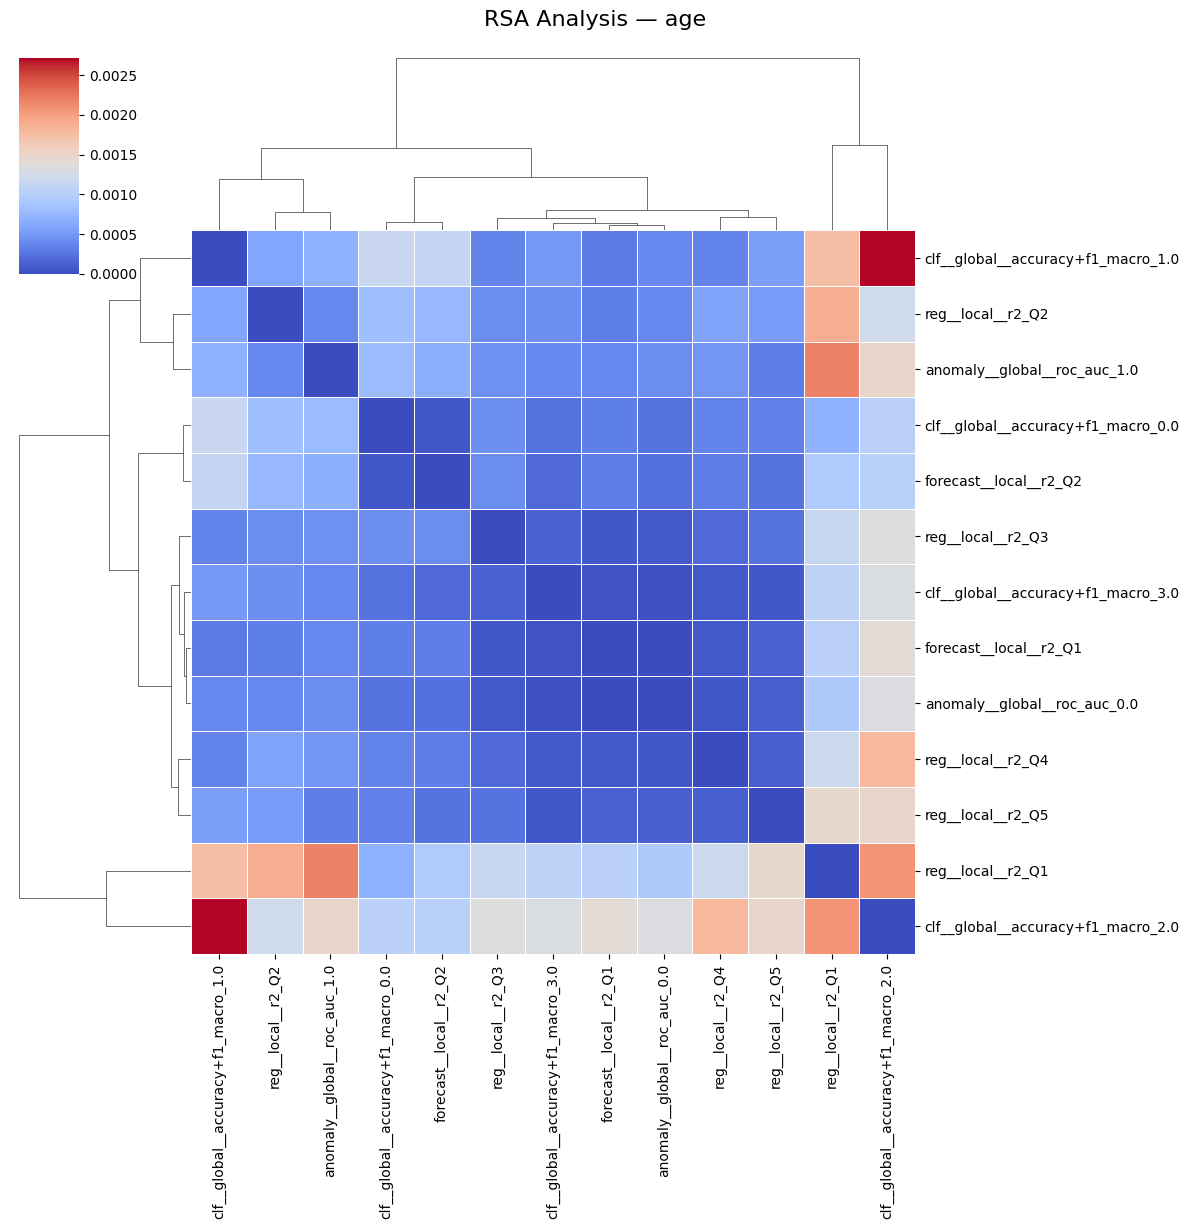 RSA Analysis — age
0.0025
0.0020
0.0015
0.0010
0.0005
0.0000
clf__global__accuracy+f1_macro_1.0
reg__local__r2_Q2
anomaly__global__roc_auc_1.0
clf__global__accuracy+f1_macro_0.0
forecast__local__r2_Q2
reg__local__r2_Q3
clf__global__accuracy+f1_macro_3.0
forecast__local__r2_Q1
anomaly__global__roc_auc_0.0
reg__local__r2_Q4
reg__local__r2_Q5
reg__local__r2_Q1
clf__global__accuracy+f1_macro_2.0
clf__global__accuracy+f1_macro_1.0
reg__local__r2_Q2
anomaly__global__roc_auc_1.0
clf__global__accuracy+f1_macro_0.0
forecast__local__r2_Q2
reg__local__r2_Q3
clf__global__accuracy+f1_macro_3.0
forecast__local__r2_Q1
anomaly__global__roc_auc_0.0
reg__local__r2_Q4
reg__local__r2_Q5
reg__local__r2_Q1
clf__global__accuracy+f1_macro_2.0